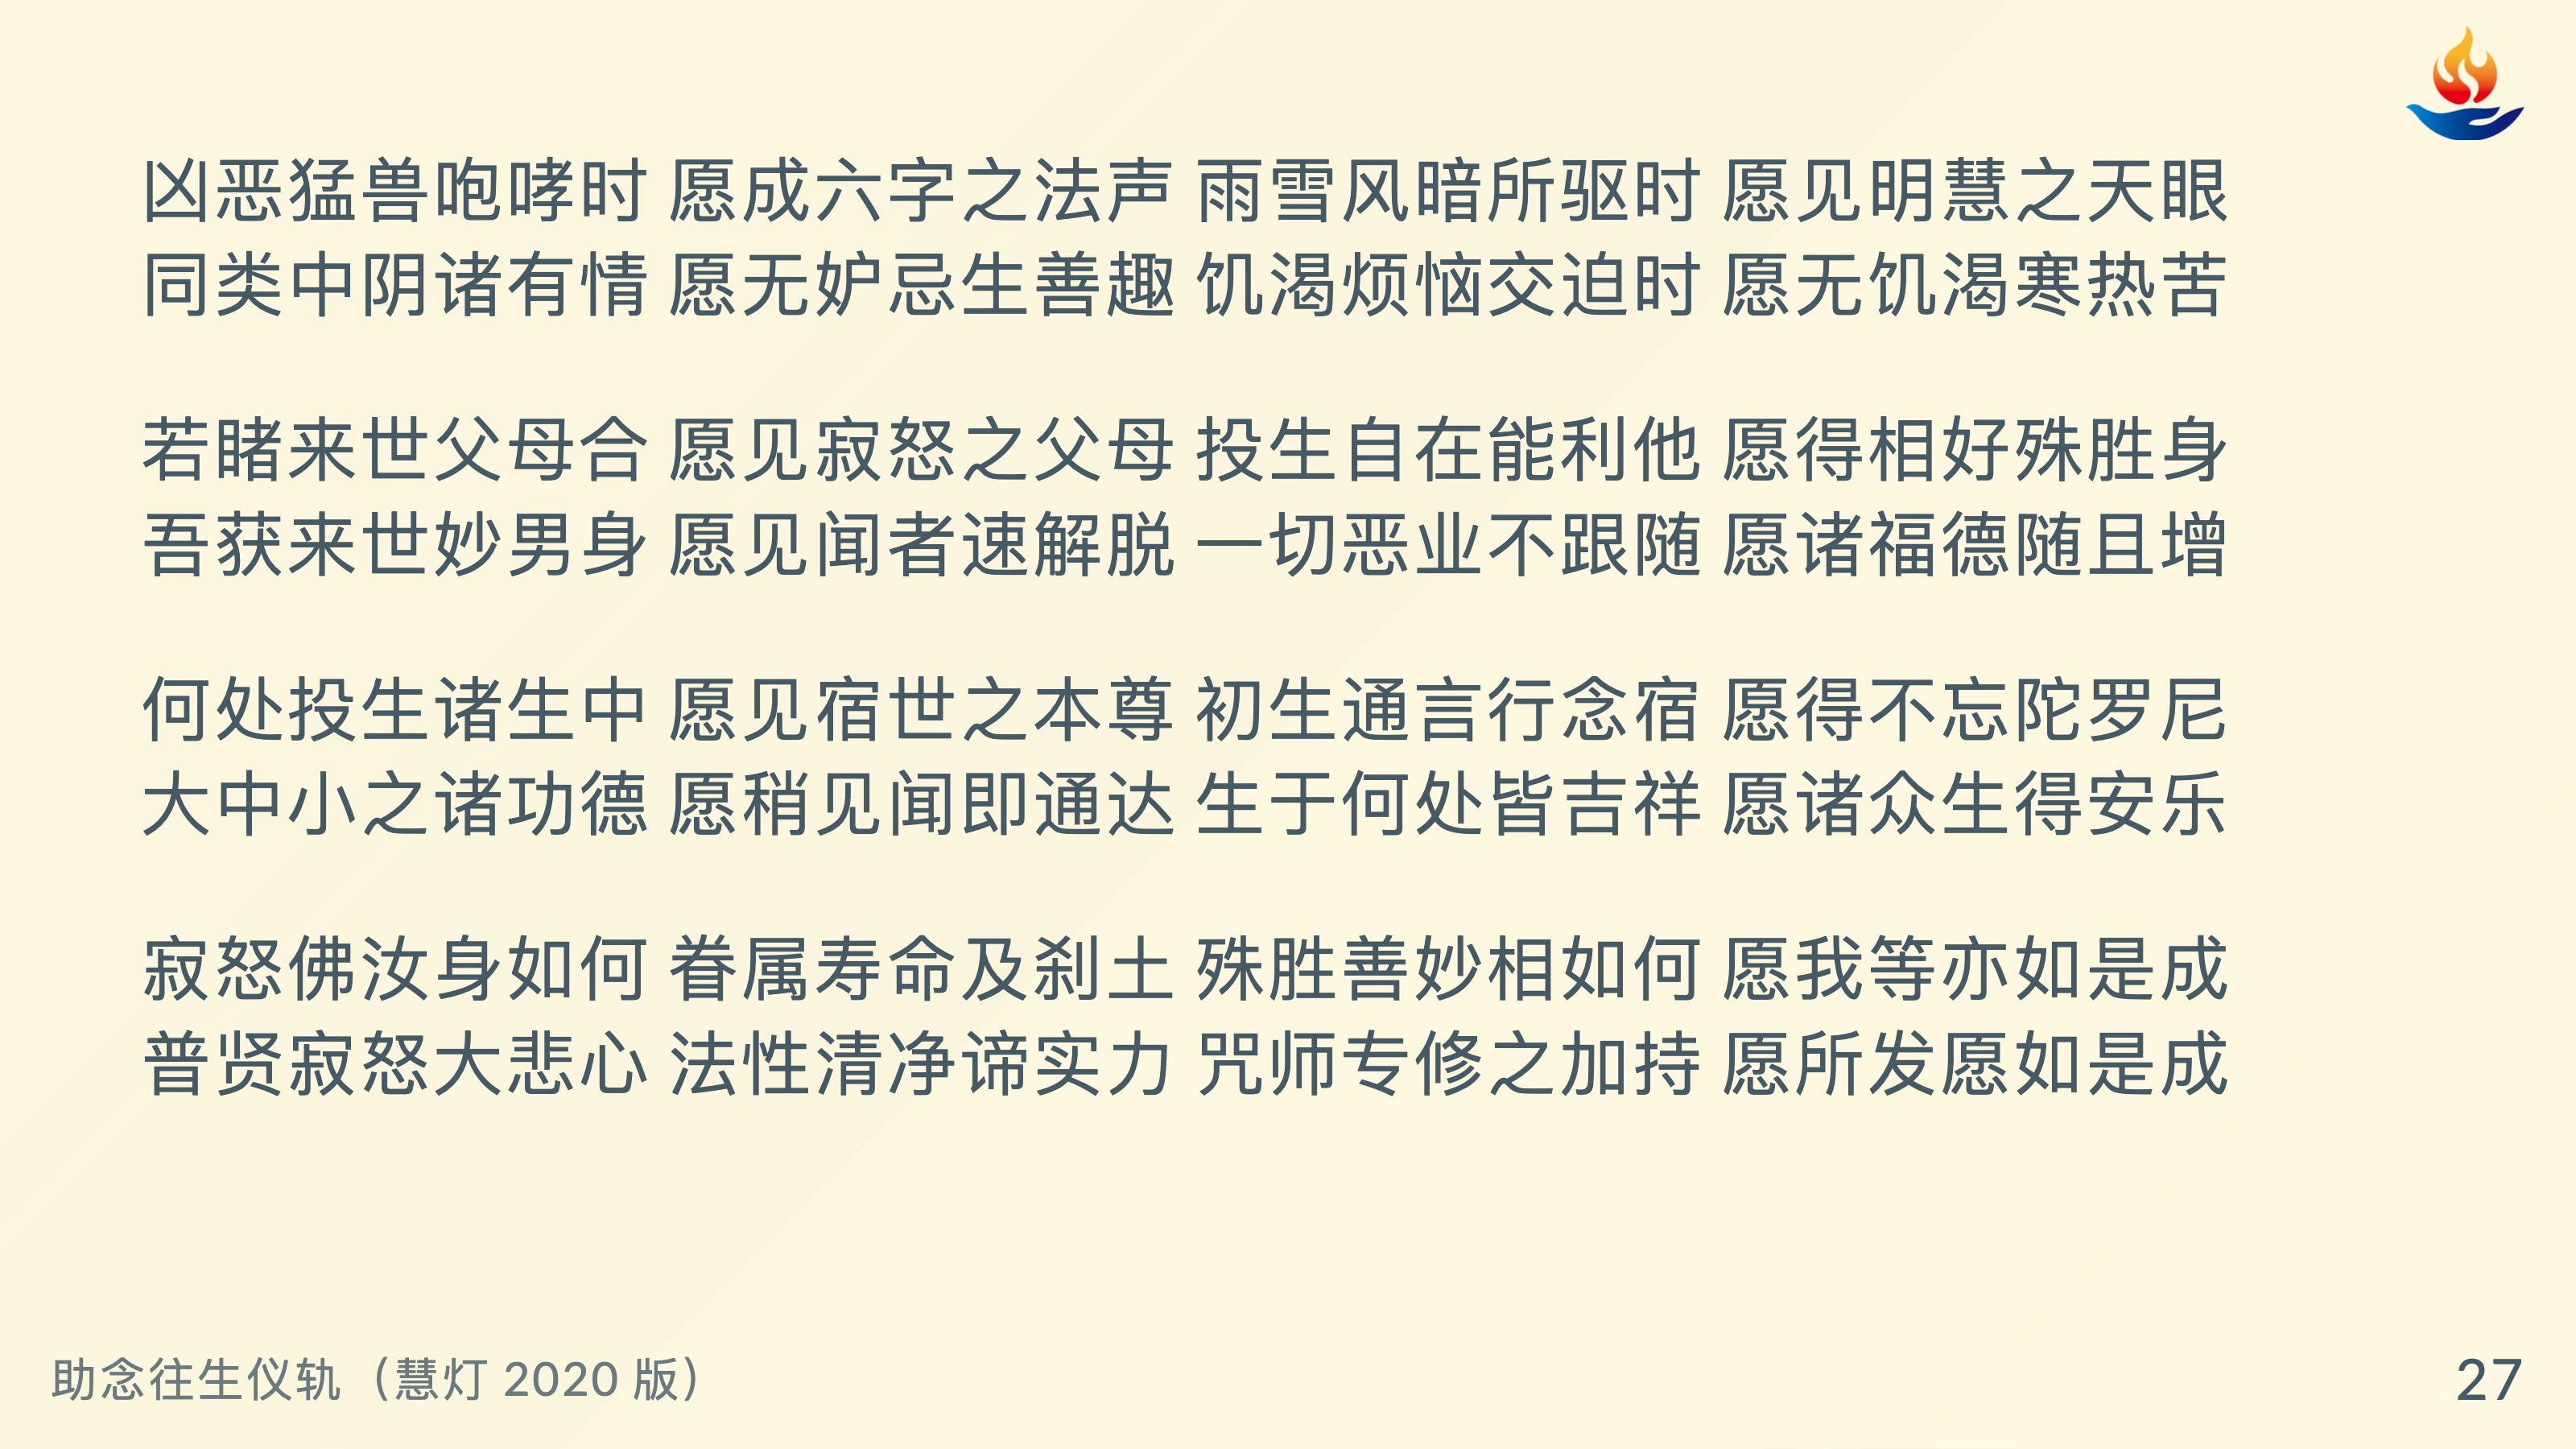 凶恶猛兽咆哮时 愿成六字之法声 雨雪风暗所驱时 愿见明慧之天眼
同类中阴诸有情 愿无妒忌生善趣 饥渴烦恼交迫时 愿无饥渴寒热苦
若睹来世父母合 愿见寂怒之父母 投生自在能利他 愿得相好殊胜身
吾获来世妙男身 愿见闻者速解脱 一切恶业不跟随 愿诸福德随且增
何处投生诸生中 愿见宿世之本尊 初生通言行念宿 愿得不忘陀罗尼
大中小之诸功德 愿稍见闻即通达 生于何处皆吉祥 愿诸众生得安乐
寂怒佛汝身如何 眷属寿命及刹土 殊胜善妙相如何 愿我等亦如是成
普贤寂怒大悲心 法性清净谛实力 咒师专修之加持 愿所发愿如是成
助念往生仪轨（慧灯 2020 版）
27